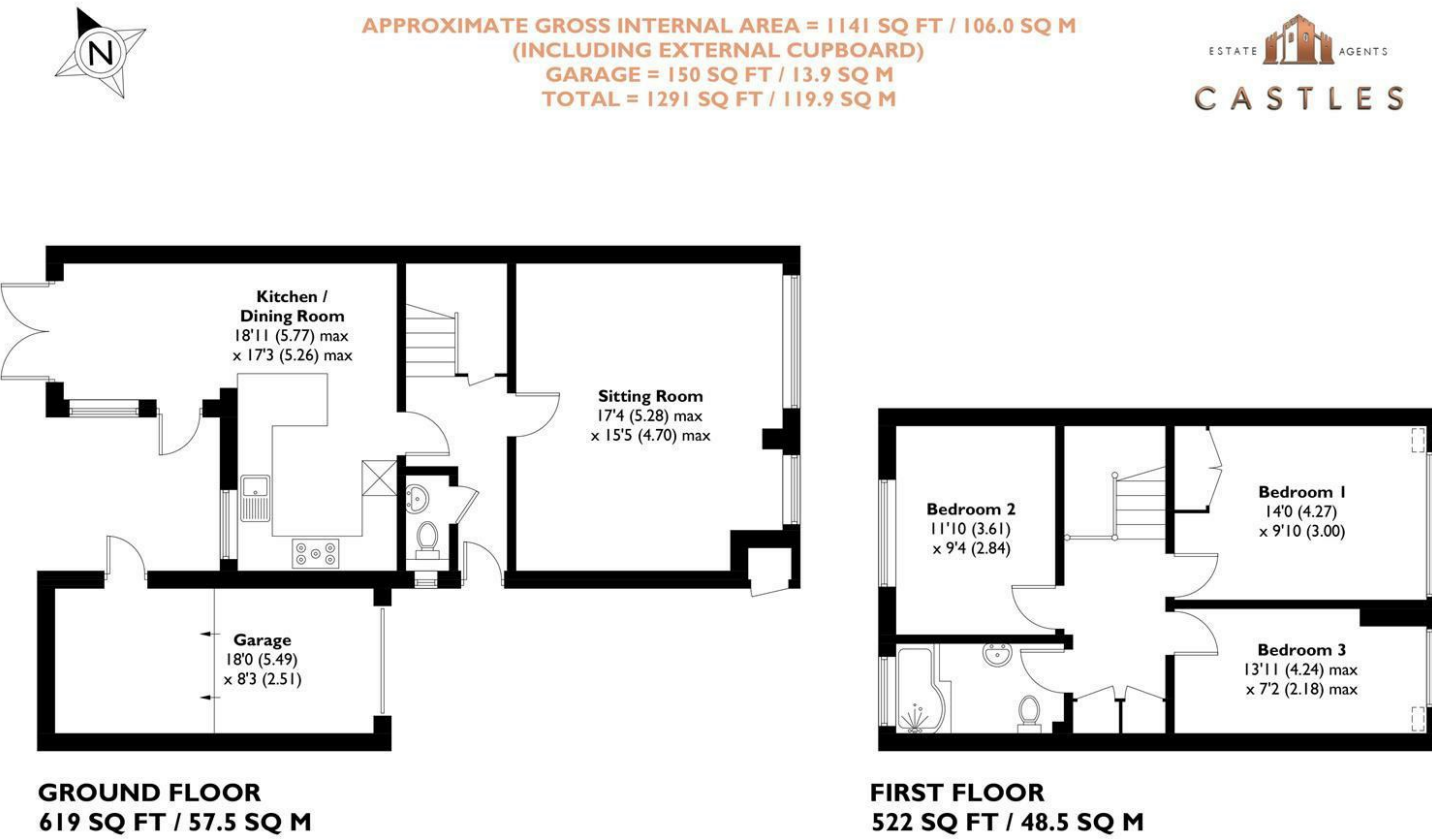 N
APPROXIMATE GROSS INTERNAL AREA = 1141 SQ FT / 106.0 SQ M
(INCLUDING EXTERNAL CUPBOARD)
GARAGE = 150 SQ FT / 13.9 SQ M
TOTAL = 1291 SQ FT / 119.9 SQ M
ESTATE AGENTS
CASTLES
Kitchen /
Dining Room
18'11 (5.77) max
x 17'3 (5.26) max
Sitting Room
17'4 (5.28) max
x 15'5 (4.70) max
Garage
18'0 (5.49)
x 8'3 (2.51)
Bedroom 2
11'10 (3.61)
x 9'4 (2.84)
Bedroom 1
14'0 (4.27)
x 9'10 (3.00)
Bedroom 3
13'11 (4.24) max
x 7'2 (2.18) max
GROUND FLOOR
619 SQ FT / 57.5 SQ M
FIRST FLOOR
522 SQ FT / 48.5 SQ M